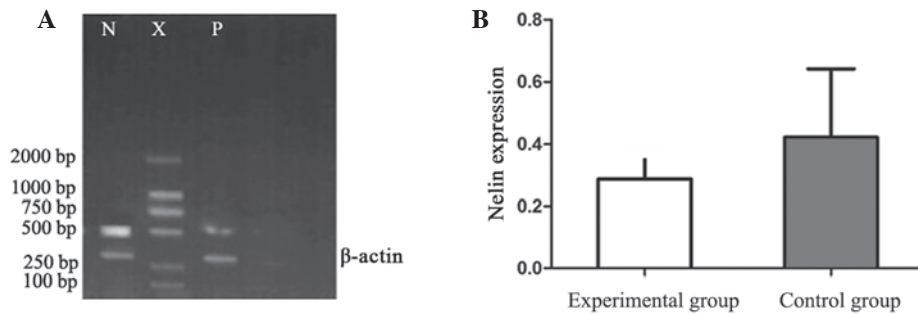 A
N X P
2000 bp
1000 bp
750 bp
500 bp
250 bp
100 bp
β-actin
B
Nelin expression
0.8
0.6
0.4
0.2
0.0
Experimental group
Control group